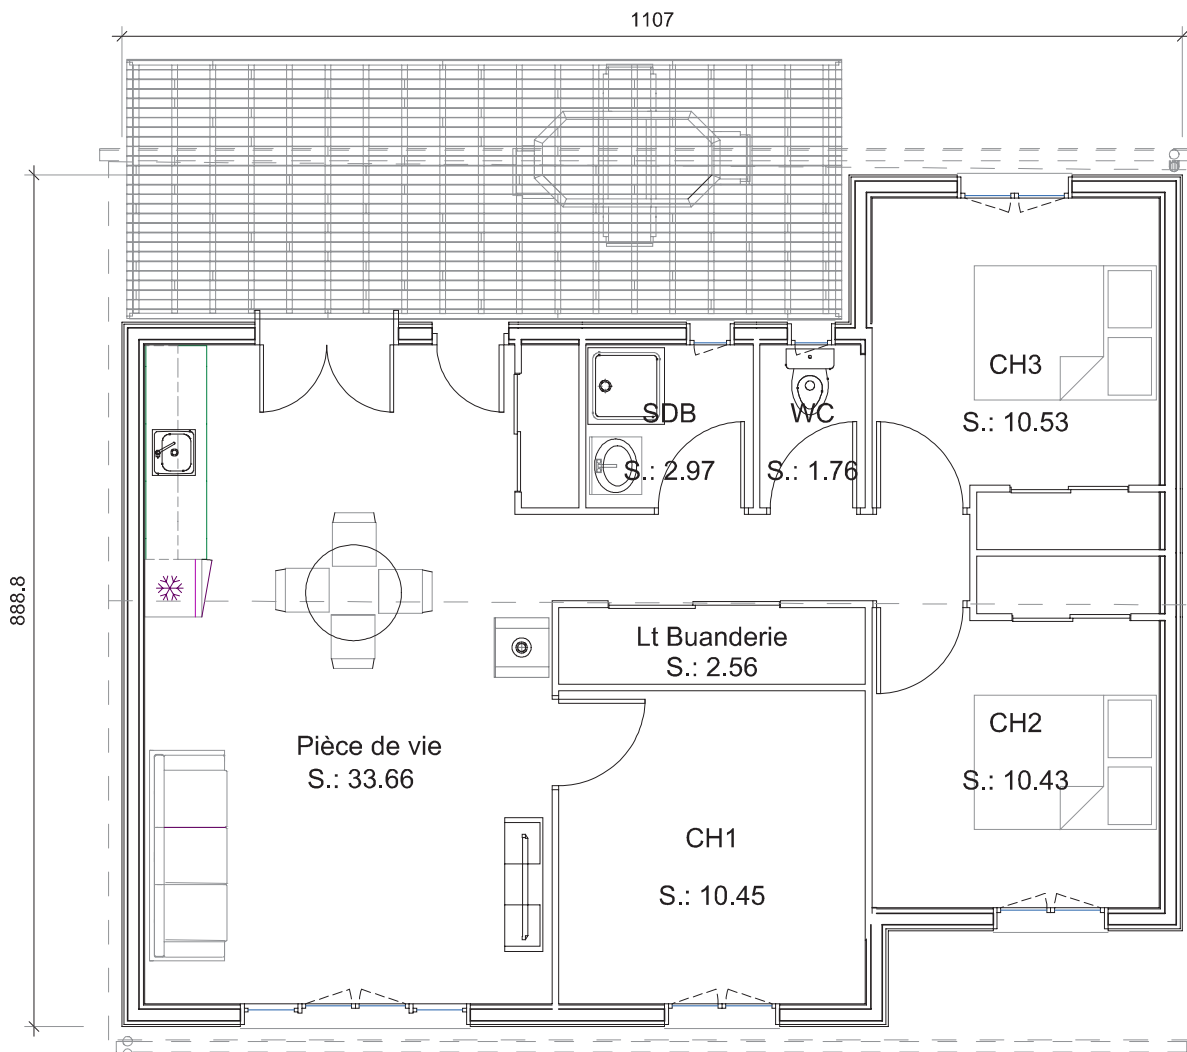 1107
CH3
S.: 10.53
SDB
S.: 2.97
WC
S.: 1.76
888.8
Lt Buanderie
S.: 2.56
Pièce de vie
S.: 33.66
CH2
S.: 10.43
CH1
S.: 10.45